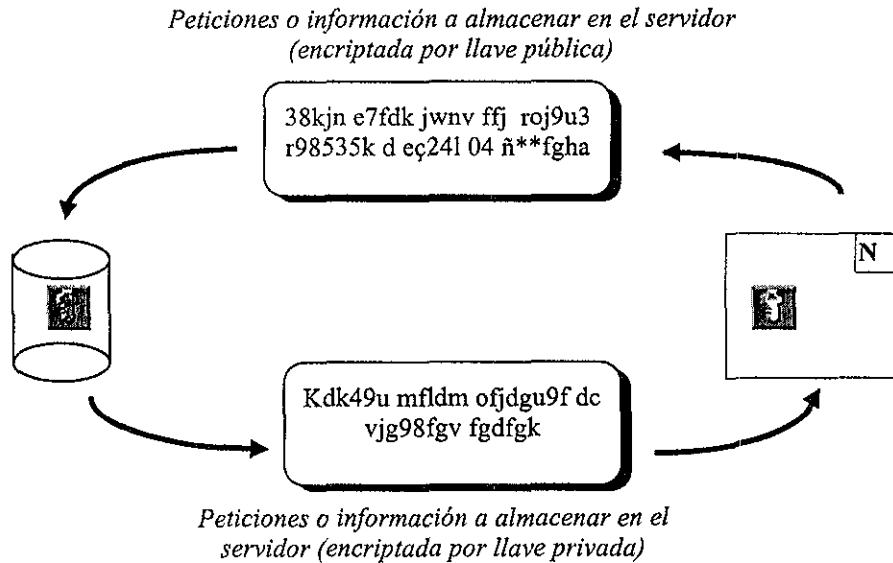 Peticiones o información a almacenar en el servidor
(encriptada por llave pública)
38kjn e7fdk jwnv ffj roj9u3
r98535k d eç24l 04 ñ**fgha
N
Kdk49u mfldm ofjdgu9f dc
vjg98fgv fgdfgk
Peticiones o información a almacenar en el
servidor (encriptada por llave privada)